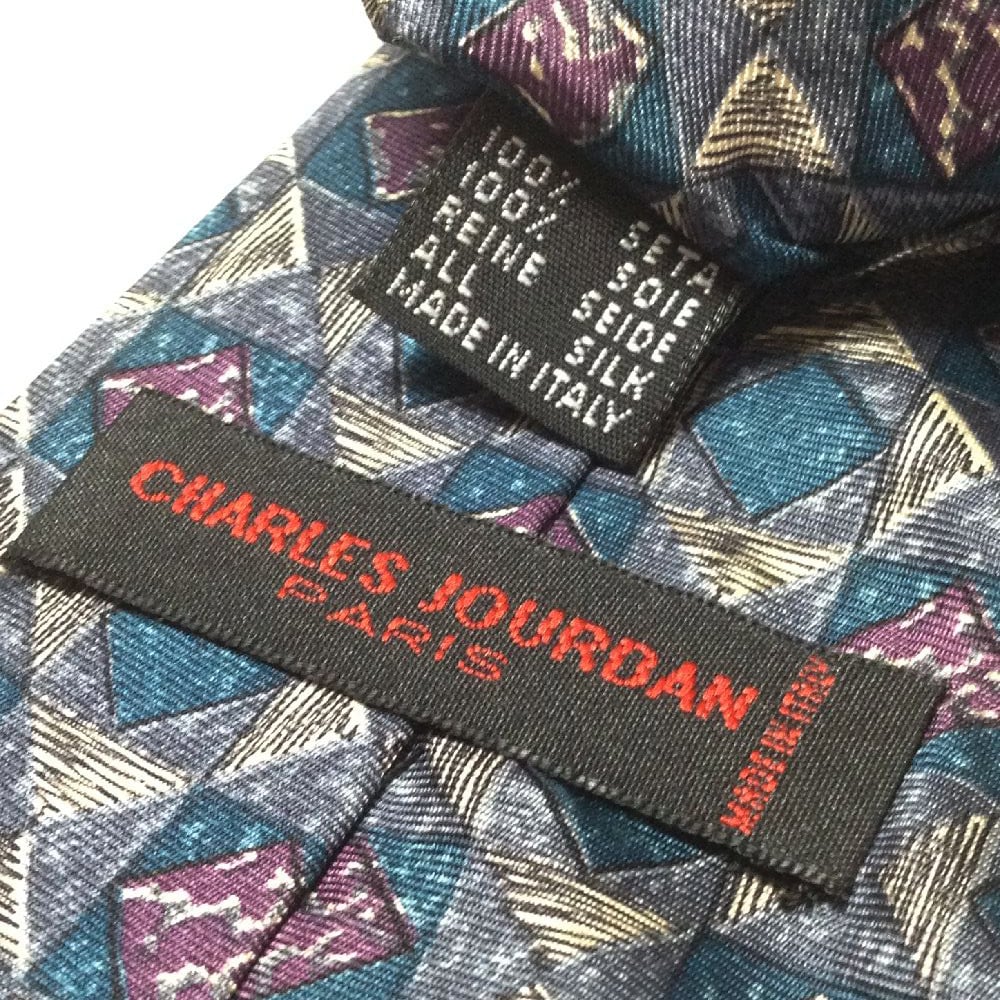 100% SETA
100% SOIE
REINE SEIDE
ALL SILK
MADE IN ITALY
CHARLES JOURDAN
PARIS
MADE IN ITALY